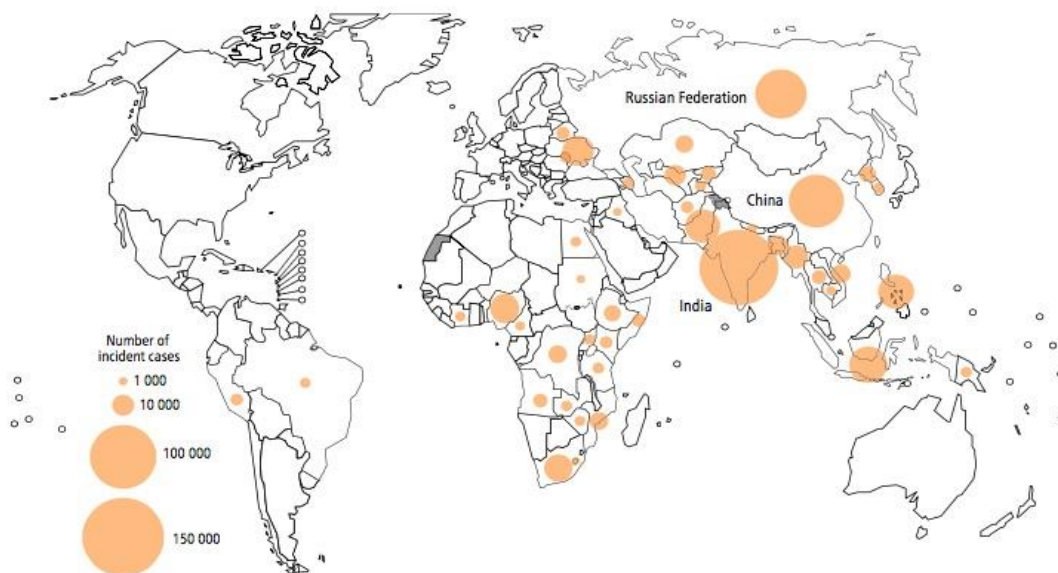 Russian Federation
China
India
Number of
incident cases
1 000
10 000
100 000
150 000